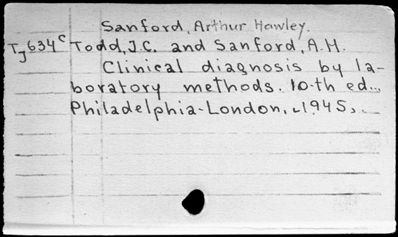 Sanford, Arthur Hawley.
Tj634c Todd, J.C. and Sanford, A.H.
Clinical diagnosis by la-
boratory methods. 10-th ed..,
Philadelphia-London, c1945,.